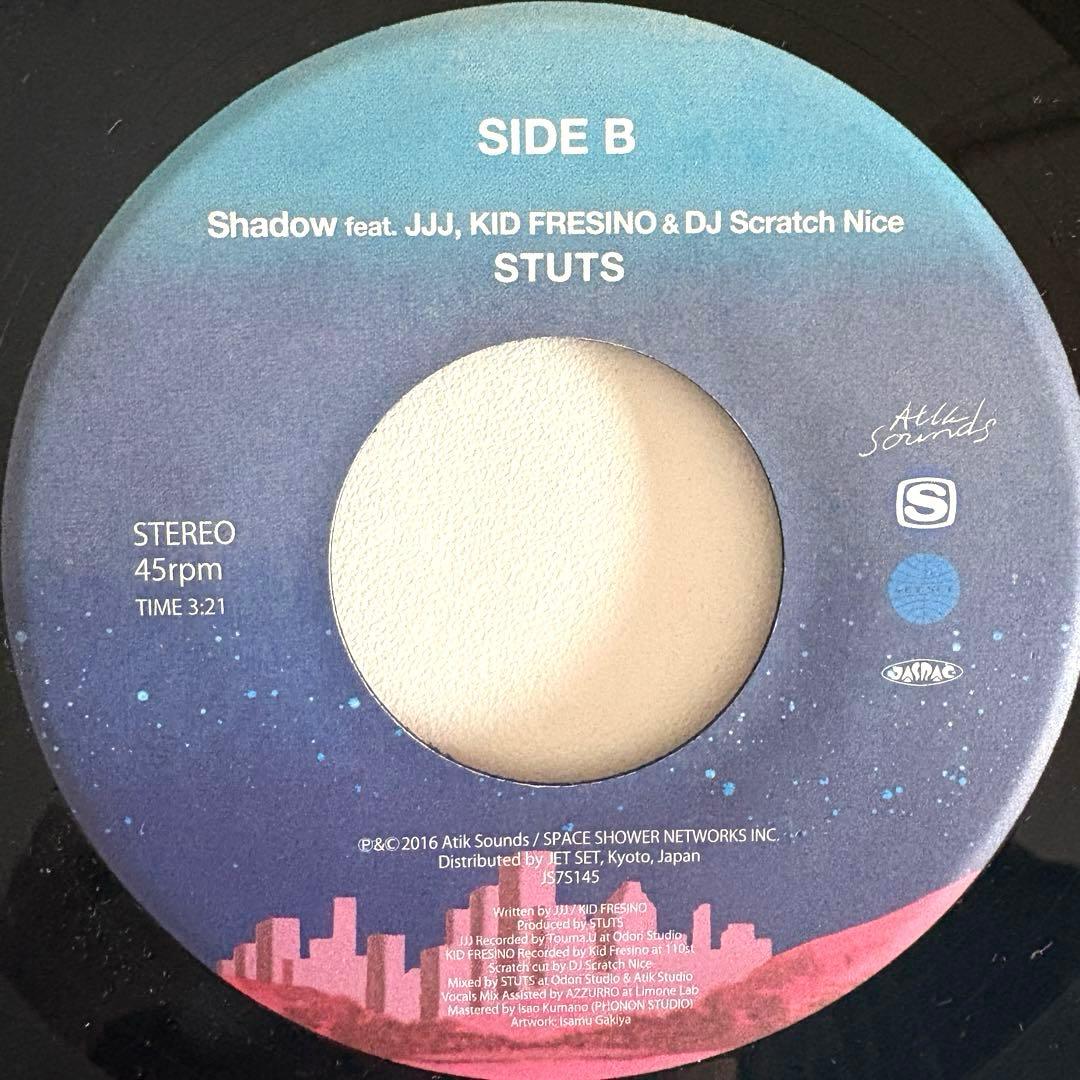 SIDE B
Shadow feat. JJJ, KID FRESINO & DJ Scratch Nice
STUTS
Atik Sounds
S
STEREO
45rpm
TIME 3:21
JET SET
JASRAC
℗&© 2016 Atik Sounds / SPACE SHOWER NETWORKS INC.
Distributed by JET SET, Kyoto, Japan
JS7S145
Written by JJJ / KID FRESINO
Produced by STUTS
JJJ Recorded by Touma.U at Odori Studio
KID FRESINO Recorded by Kid Fresino at 110st
Scratch cut by DJ Scratch Nice
Mixed by STUTS at Odori Studio & Atik Studio
Vocals Mix Assisted by AZZURRO at Limone Lab
Mastered by Isao Kumano (PHONON STUDIO)
Artwork: Isamu Gakiya